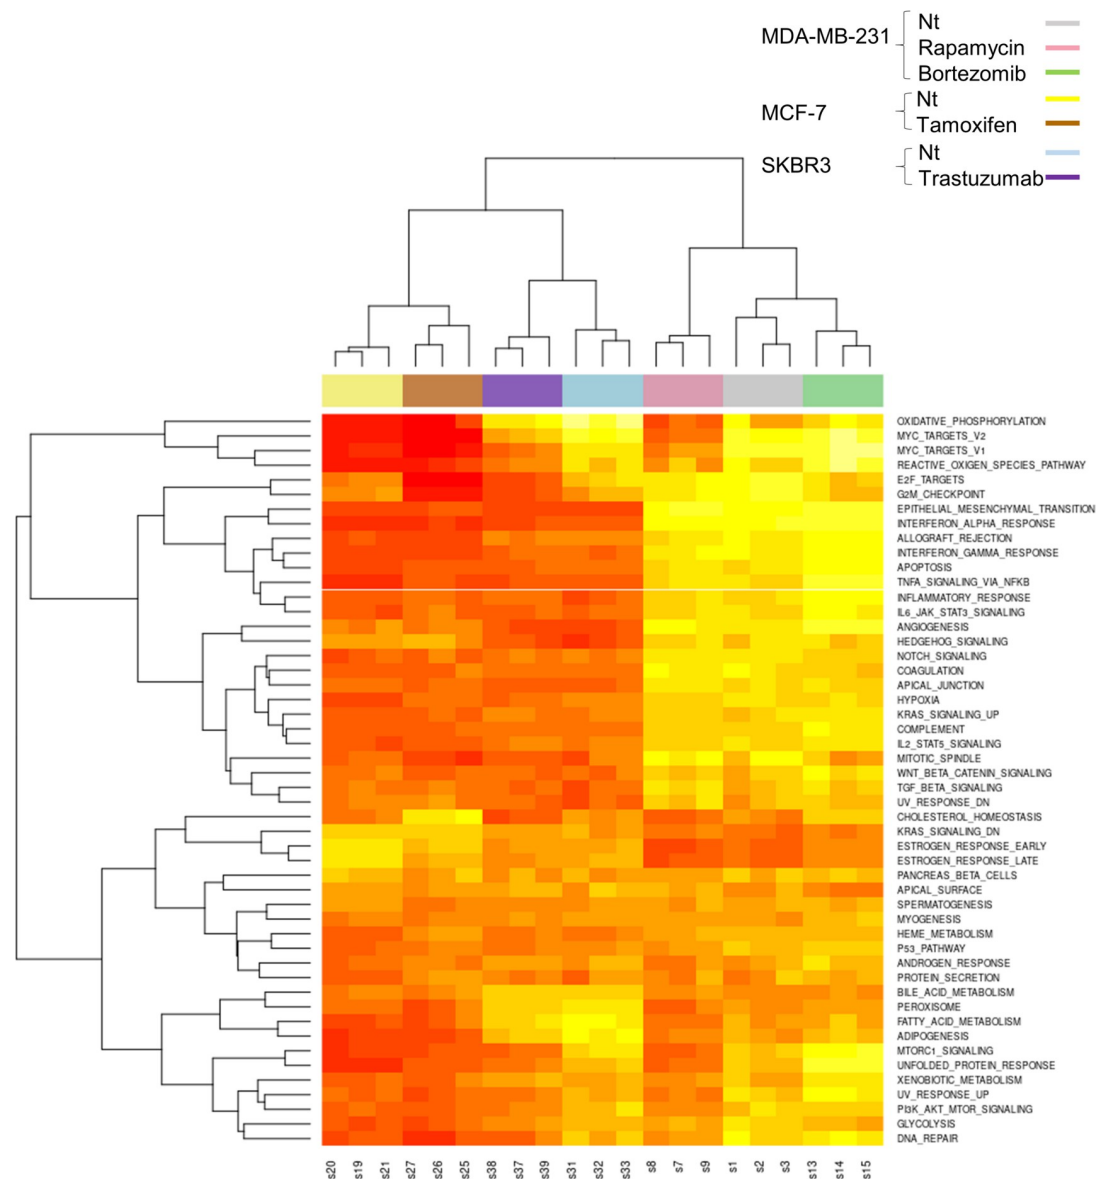 MDA-MB-231
Nt
Rapamycin
Bortezomib
MCF-7
Nt
Tamoxifen
SKBR3
Nt
Trastuzumab
OXIDATIVE_PHOSPHORYLATION
MYC_TARGETS_V2
MYC_TARGETS_V1
REACTIVE_OXIGEN_SPECIES_PATHWAY
E2F_TARGETS
G2M_CHECKPOINT
EPITHELIAL_MESENCHYMAL_TRANSITION
INTERFERON_ALPHA_RESPONSE
ALLOGRAFT_REJECTION
INTERFERON_GAMMA_RESPONSE
APOPTOSIS
TNFA_SIGNALING_VIA_NFKB
INFLAMMATORY_RESPONSE
IL6_JAK_STAT3_SIGNALING
ANGIOGENESIS
HEDGEHOG_SIGNALING
NOTCH_SIGNALING
COAGULATION
APICAL_JUNCTION
HYPOXIA
KRAS_SIGNALING_UP
COMPLEMENT
IL2_STAT5_SIGNALING
MITOTIC_SPINDLE
WNT_BETA_CATENIN_SIGNALING
TGF_BETA_SIGNALING
UV_RESPONSE_DN
CHOLESTEROL_HOMEOSTASIS
KRAS_SIGNALING_DN
ESTROGEN_RESPONSE_EARLY
ESTROGEN_RESPONSE_LATE
PANCREAS_BETA_CELLS
APICAL_SURFACE
SPERMATOGENESIS
MYOGENESIS
HEME_METABOLISM
P53_PATHWAY
ANDROGEN_RESPONSE
PROTEIN_SECRETION
BILE_ACID_METABOLISM
PEROXISOME
FATTY_ACID_METABOLISM
ADIPOGENESIS
MTORC1_SIGNALING
UNFOLDED_PROTEIN_RESPONSE
XENOBIOTIC_METABOLISM
UV_RESPONSE_UP
PI3K_AKT_MTOR_SIGNALING
GLYCOLYSIS
DNA_REPAIR
s20 s19 s21 s27 s26 s25 s38 s37 s39 s31 s32 s33 s8 s7 s9 s1 s2 s3 s13 s14 s15